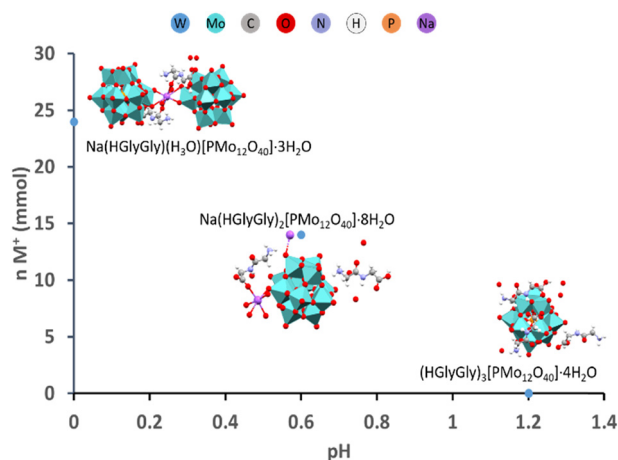 W Mo C O N H P Na
n M⁺ (mmol)
30
25
20
15
10
5
0
Na(HGlyGly)(H₃O)[PMo₁₂O₄₀]·3H₂O
Na(HGlyGly)₂[PMo₁₂O₄₀]·8H₂O
(HGlyGly)₃[PMo₁₂O₄₀]·4H₂O
0 0.2 0.4 0.6 0.8 1 1.2 1.4
pH